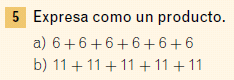 5 Expresa como un producto.
a) 6 + 6 + 6 + 6 + 6 + 6
b) 11 + 11 + 11 + 11 + 11